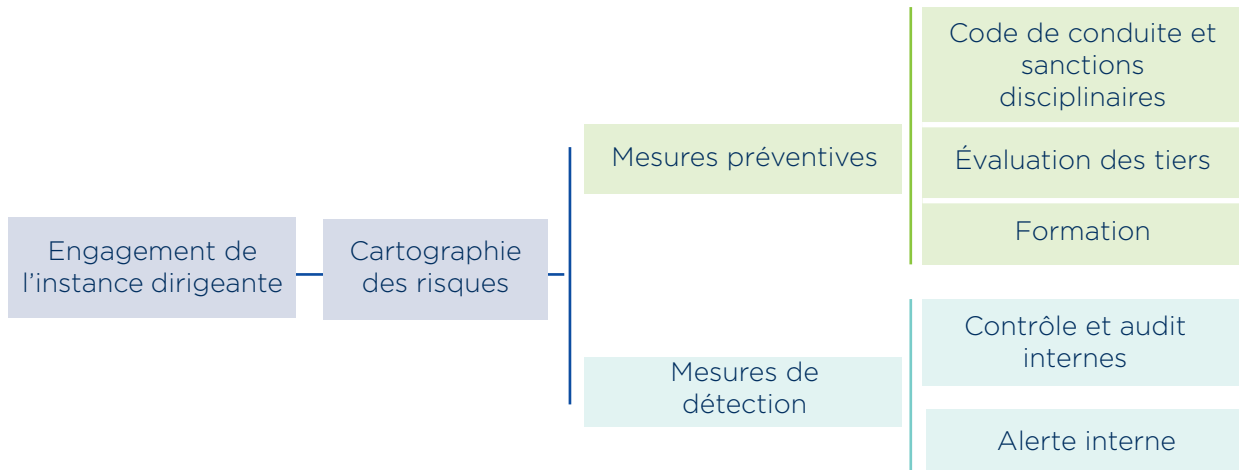 Engagement de
l’instance dirigeante
Cartographie
des risques
Mesures préventives
Code de conduite et
sanctions
disciplinaires
Évaluation des tiers
Formation
Mesures de
détection
Contrôle et audit
internes
Alerte interne